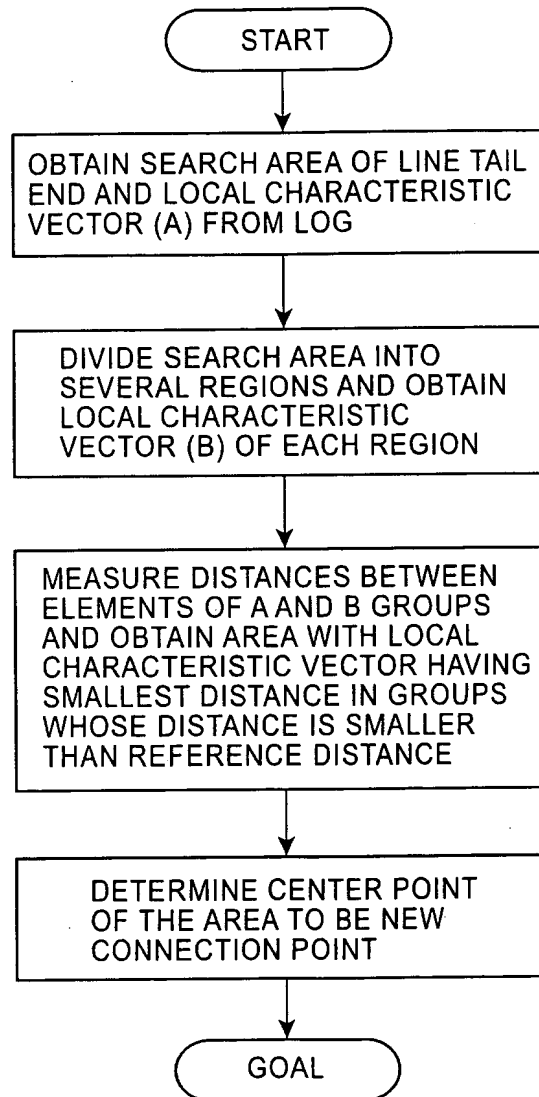 START
OBTAIN SEARCH AREA OF LINE TAIL
END AND LOCAL CHARACTERISTIC
VECTOR (A) FROM LOG
DIVIDE SEARCH AREA INTO
SEVERAL REGIONS AND OBTAIN
LOCAL CHARACTERISTIC
VECTOR (B) OF EACH REGION
MEASURE DISTANCES BETWEEN
ELEMENTS OF A AND B GROUPS
AND OBTAIN AREA WITH LOCAL
CHARACTERISTIC VECTOR HAVING
SMALLEST DISTANCE IN GROUPS
WHOSE DISTANCE IS SMALLER
THAN REFERENCE DISTANCE
DETERMINE CENTER POINT
OF THE AREA TO BE NEW
CONNECTION POINT
GOAL